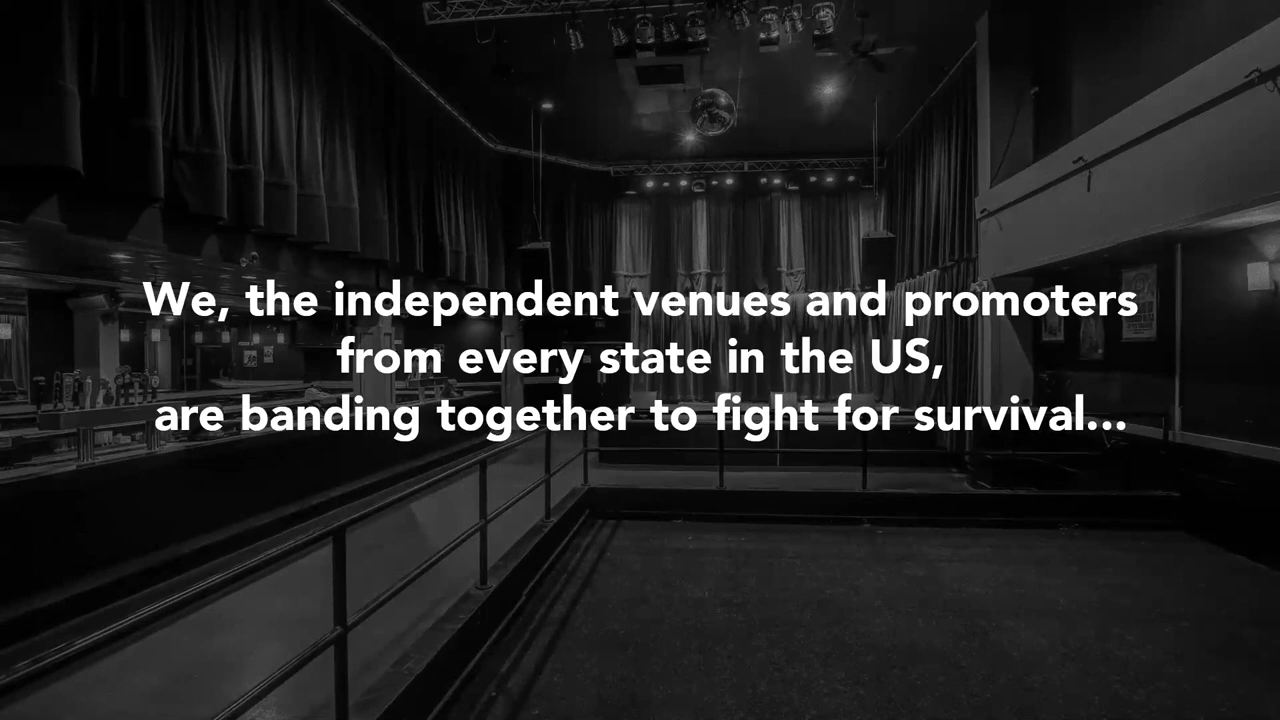 We, the independent venues and promoters
from every state in the US,
are banding together to fight for survival...